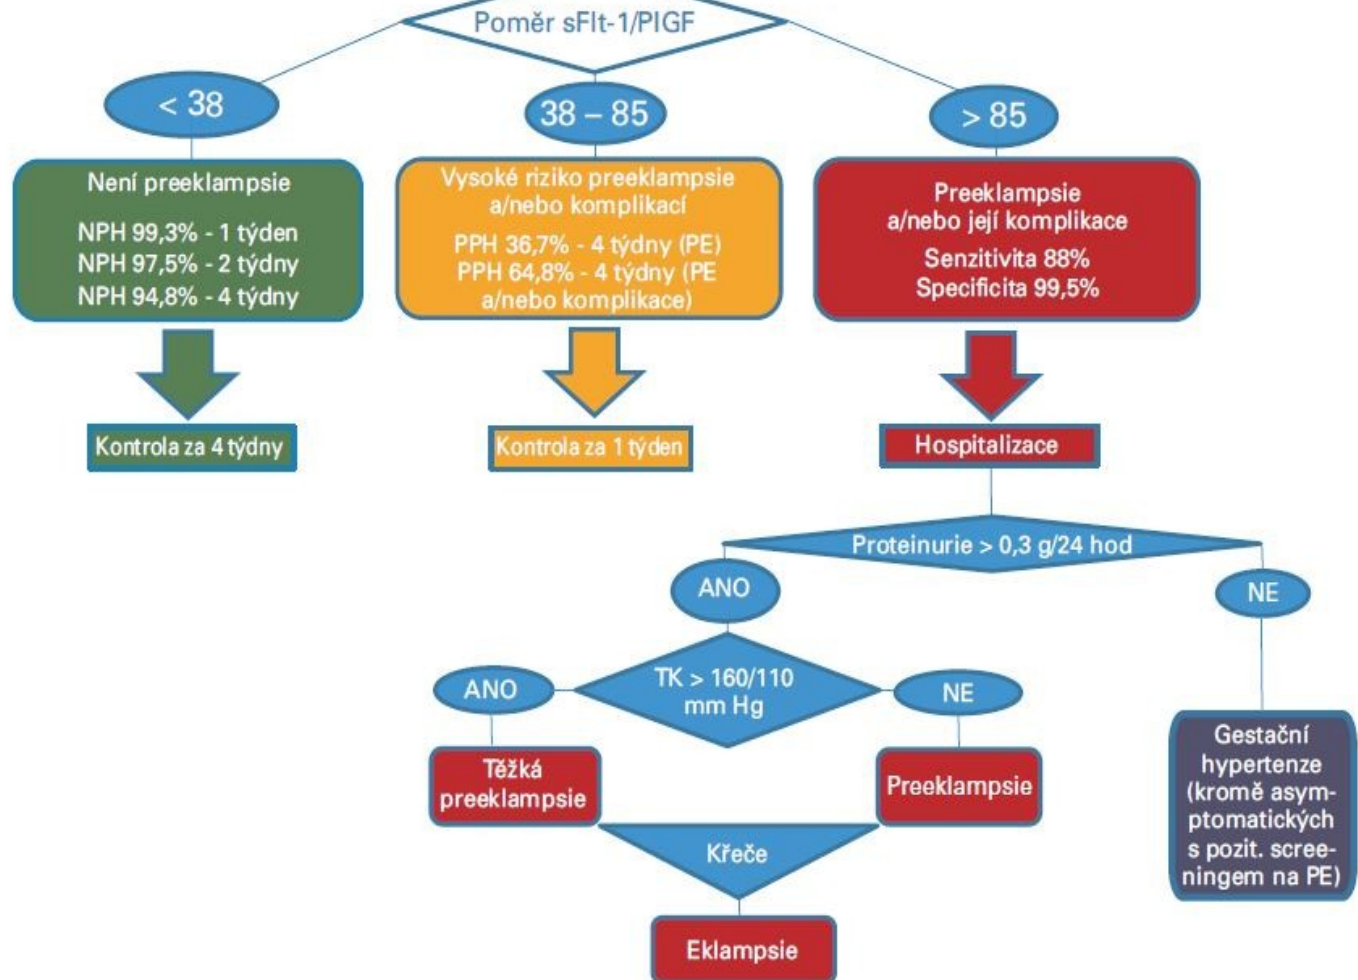 Poměr sFlt-1/PlGF
< 38
38 – 85
> 85
Není preeklampsie
NPH 99,3% - 1 týden
NPH 97,5% - 2 týdny
NPH 94,8% - 4 týdny
Vysoké riziko preeklampsie
a/nebo komplikací
PPH 36,7% - 4 týdny (PE)
PPH 64,8% - 4 týdny (PE
a/nebo komplikace)
Preeklampsie
a/nebo její komplikace
Senzitivita 88%
Specificita 99,5%
Kontrola za 4 týdny
Kontrola za 1 týden
Hospitalizace
Proteinurie > 0,3 g/24 hod
ANO
NE
TK > 160/110
mm Hg
ANO
NE
Těžká
preeklampsie
Preeklampsie
Gestační
hypertenze
(kromě asym-
ptomatických
s pozit. scree-
ningem na PE)
Křeče
Eklampsie